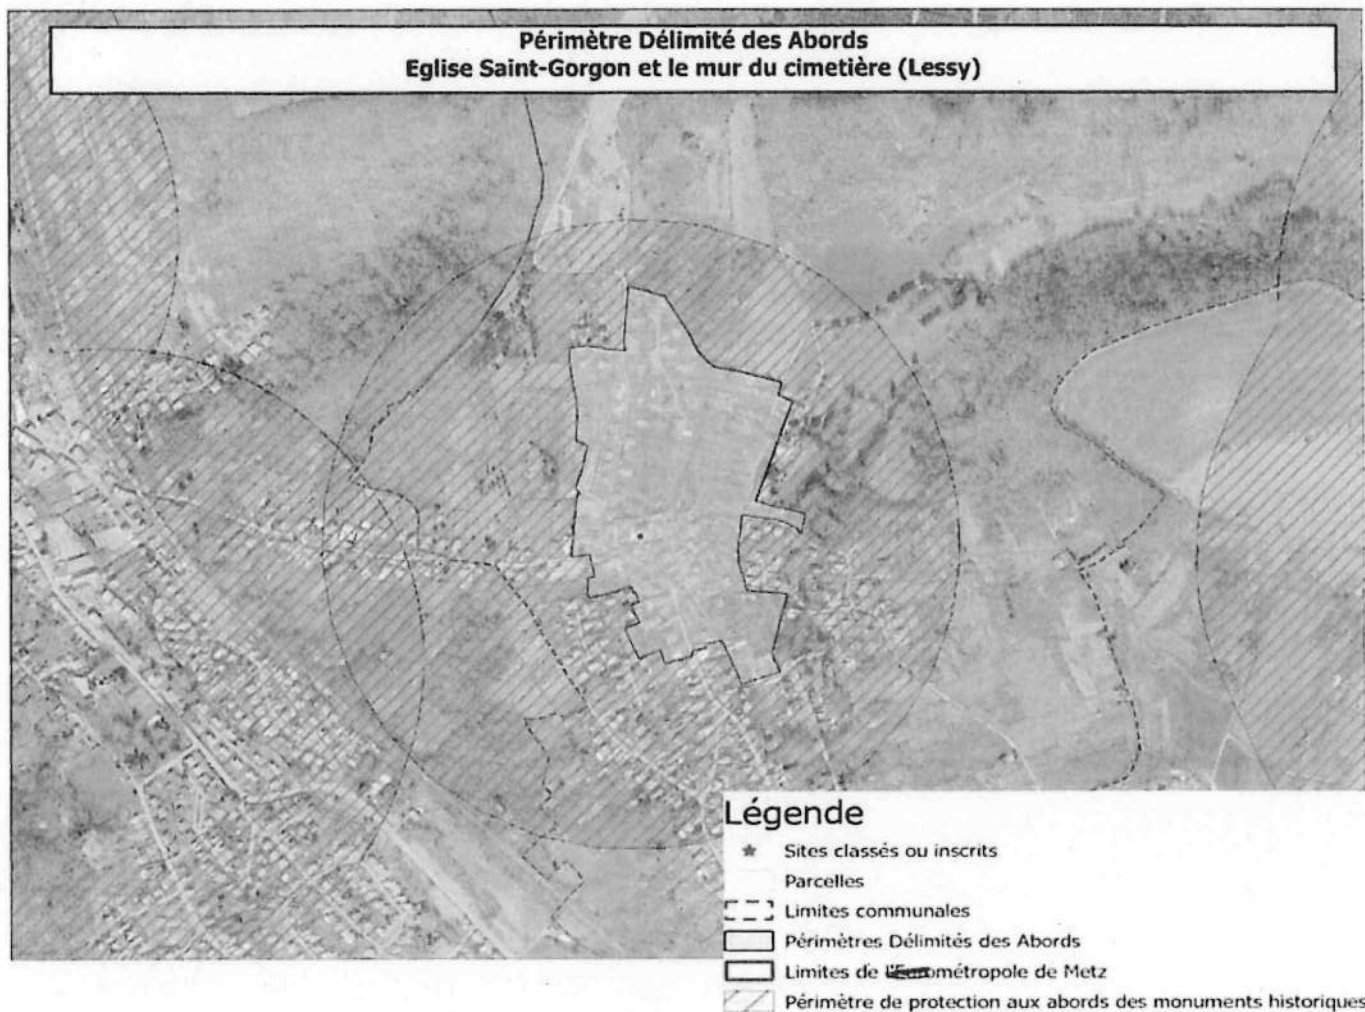 Périmètre Délimité des Abords
Eglise Saint-Gorgon et le mur du cimetière (Lessy)
Légende
Sites classés ou inscrits
Parcelles
Limites communales
Périmètres Délimités des Abords
Limites de l'Eurométropole de Metz
Périmètre de protection aux abords des monuments historiques